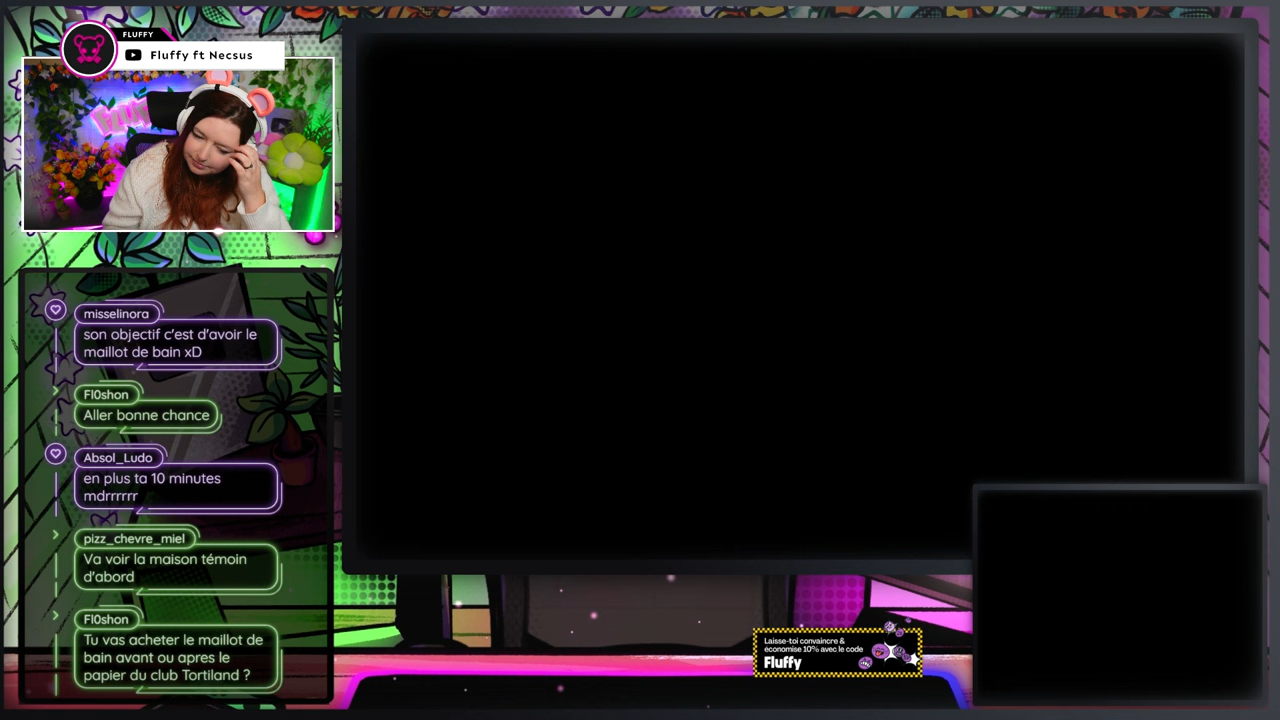 FLUFFY
Fluffy ft Necsus
misselinora
son objectif c'est d'avoir le
maillot de bain xD
Fl0shon
Aller bonne chance
Absol_Ludo
en plus ta 10 minutes
mdrrrrrr
pizz_chevre_miel
Va voir la maison témoin
d'abord
Fl0shon
Tu vas acheter le maillot de
bain avant ou apres le
papier du club Tortiland ?
Laisse-toi convaincre &
économise 10% avec le code
Fluffy